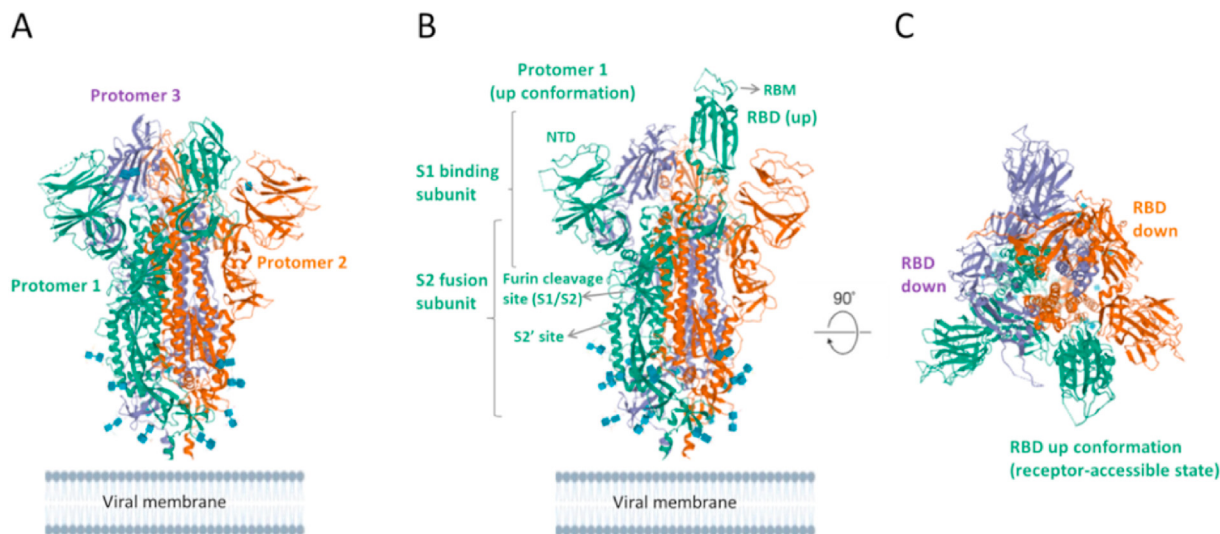 A
B
C
Protomer 3
Protomer 1
Protomer 2
Viral membrane
Protomer 1
(up conformation)
RBM
RBD (up)
NTD
S1 binding
subunit
S2 fusion
subunit
Furin cleavage
site (S1/S2)
S2’ site
Viral membrane
90°
RBD
down
RBD
down
RBD up conformation
(receptor-accessible state)